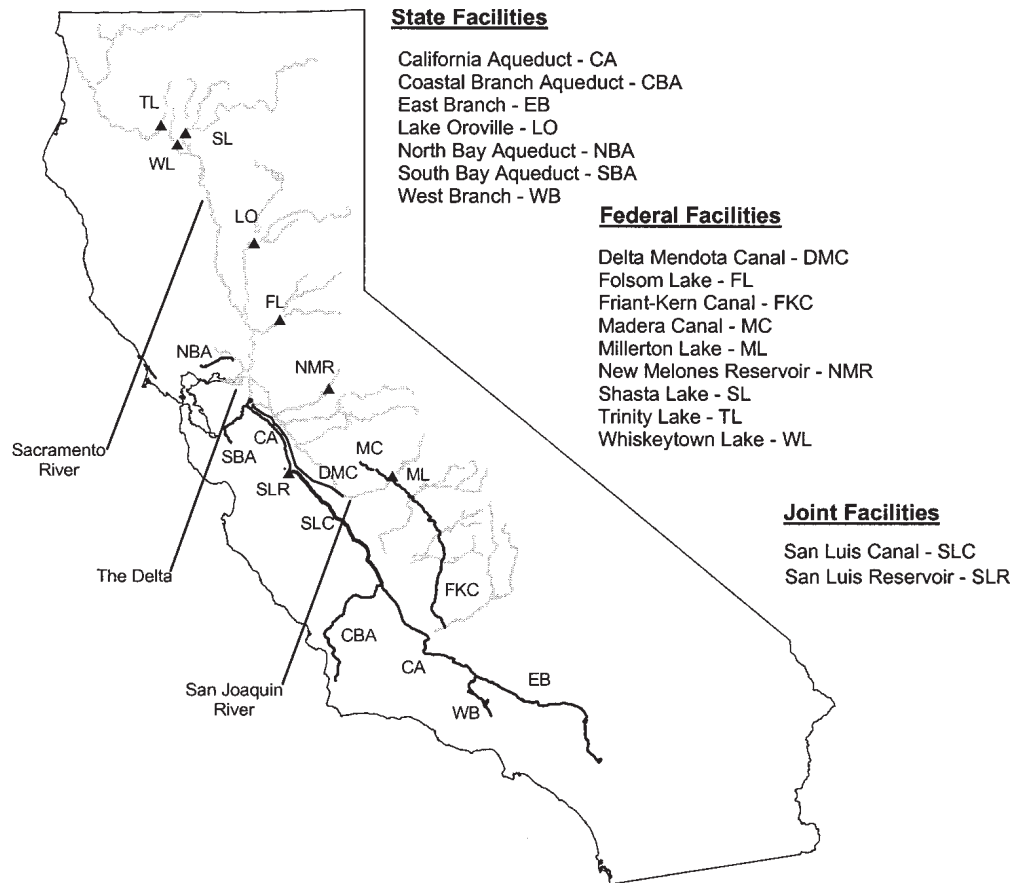 State Facilities
California Aqueduct - CA
Coastal Branch Aqueduct - CBA
East Branch - EB
Lake Oroville - LO
North Bay Aqueduct - NBA
South Bay Aqueduct - SBA
West Branch - WB
Federal Facilities
Delta Mendota Canal - DMC
Folsom Lake - FL
Friant-Kern Canal - FKC
Madera Canal - MC
Millerton Lake - ML
New Melones Reservoir - NMR
Shasta Lake - SL
Trinity Lake - TL
Whiskeytown Lake - WL
Joint Facilities
San Luis Canal - SLC
San Luis Reservoir - SLR
TL
SL
WL
LO
FL
NBA
NMR
Sacramento
River
CA
SBA
MC
ML
DMC
SLR
SLC
The Delta
FKC
CBA
CA
EB
San Joaquin
River
WB